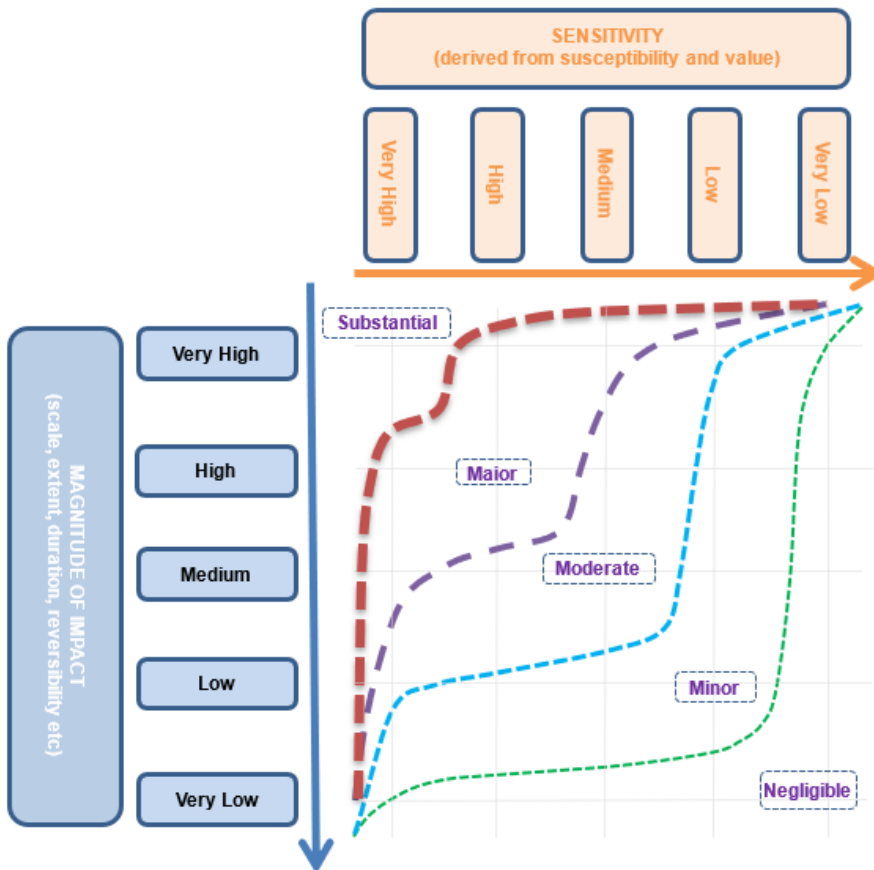 SENSITIVITY
(derived from susceptibility and value)
Very High
High
Medium
Low
Very Low
MAGNITUDE OF IMPACT
(scale, extent, duration, reversibility etc)
Very High
High
Medium
Low
Very Low
Substantial
Maior
Moderate
Minor
Negligible